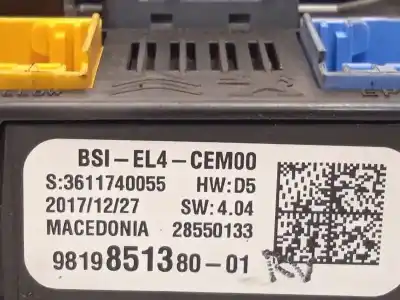 BSI-EL4-CEM00
S:3611740055 HW:D5
2017/12/27 SW: 4.04
MACEDONIA 28550133
9819851380-01